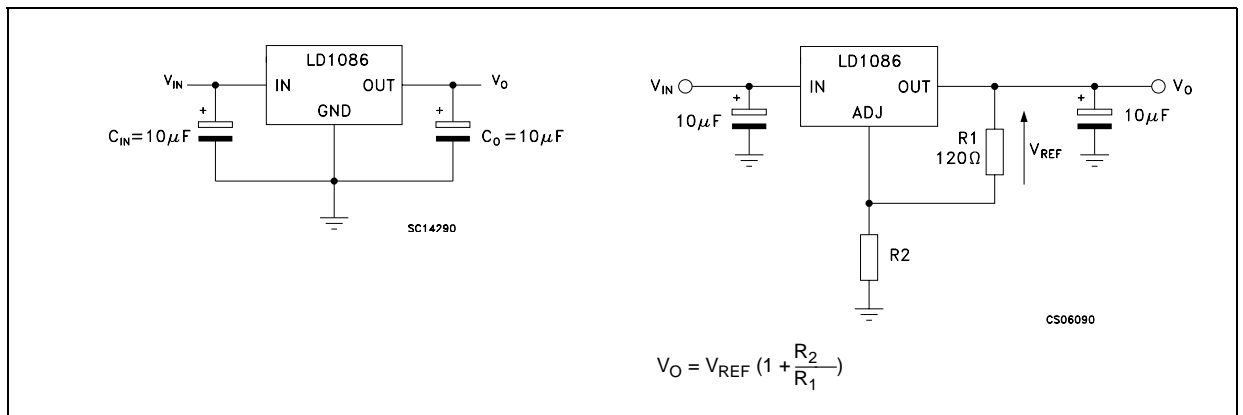 LD1086
V_IN
IN
OUT
V_O
GND
+
+
C_IN=10μF
C_O=10μF
SC14290
LD1086
V_IN
IN
OUT
V_O
ADJ
+
+
10μF
10μF
R1
120Ω
V_REF
R2
CS06090
V_O = V_REF (1 + R_2/R_1)